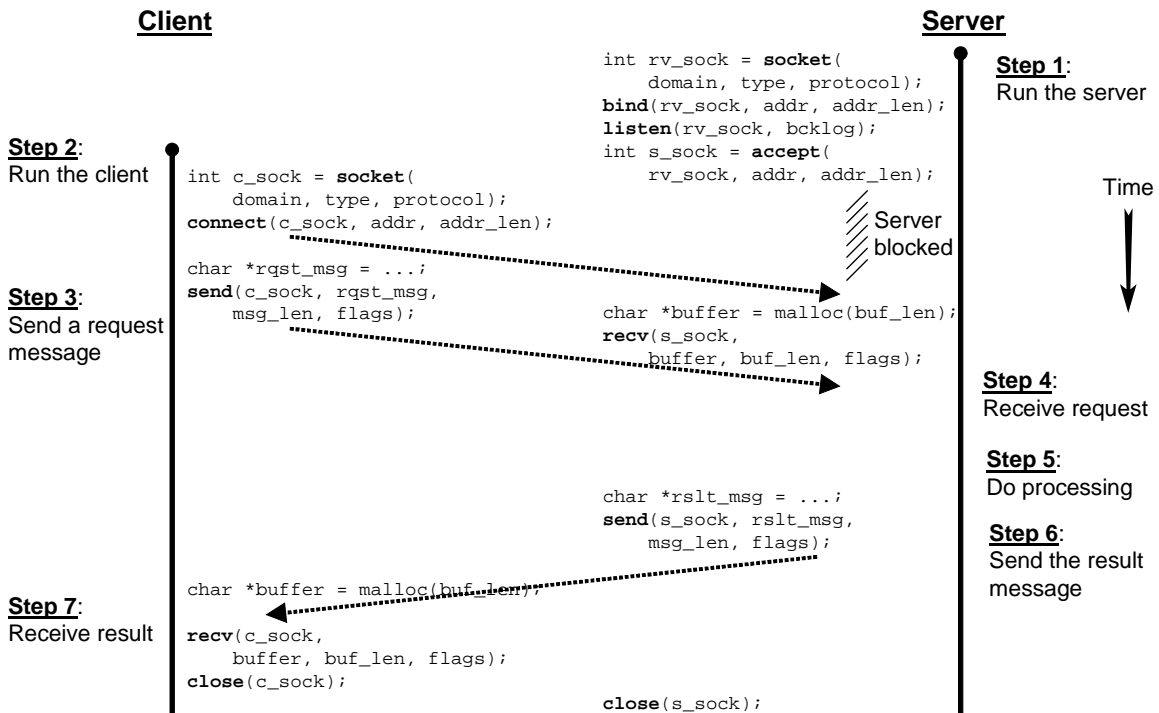 Client
Server
int rv_sock = socket(
domain, type, protocol);
bind(rv_sock, addr, addr_len);
listen(rv_sock, bcklog);
int s_sock = accept(
rv_sock, addr, addr_len);
Step 1:
Run the server
Step 2:
Run the client
int c_sock = socket(
domain, type, protocol);
connect(c_sock, addr, addr_len);
Server
blocked
Time
char *rqst_msg = ...;
send(c_sock, rqst_msg,
msg_len, flags);
Step 3:
Send a request
message
char *buffer = malloc(buf_len);
recv(s_sock,
buffer, buf_len, flags);
Step 4:
Receive request
Step 5:
Do processing
char *rslt_msg = ...;
send(s_sock, rslt_msg,
msg_len, flags);
Step 6:
Send the result
message
char *buffer = malloc(buf_len);
Step 7:
Receive result
recv(c_sock,
buffer, buf_len, flags);
close(c_sock);
close(s_sock);